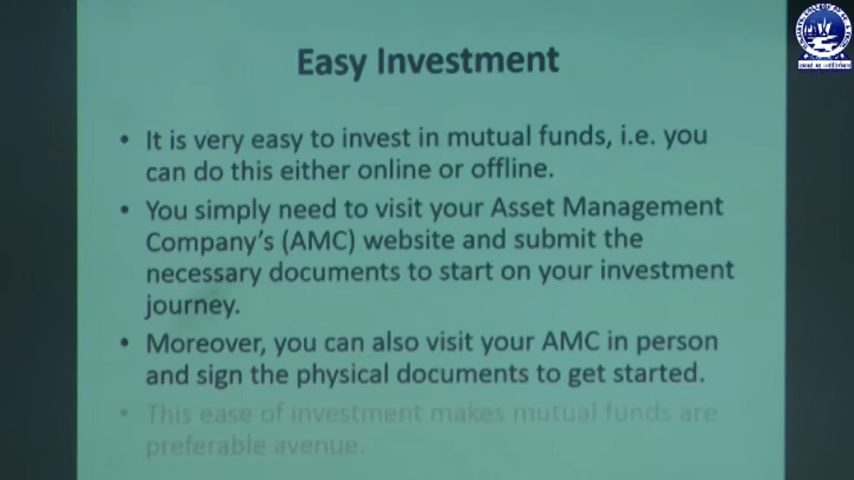 Easy Investment
• It is very easy to invest in mutual funds, i.e. you
can do this either online or offline.
• You simply need to visit your Asset Management
Company's (AMC) website and submit the
necessary documents to start on your investment
journey.
• Moreover, you can also visit your AMC in person
and sign the physical documents to get started.
• This ease of investment makes mutual funds are
preferable avenue.